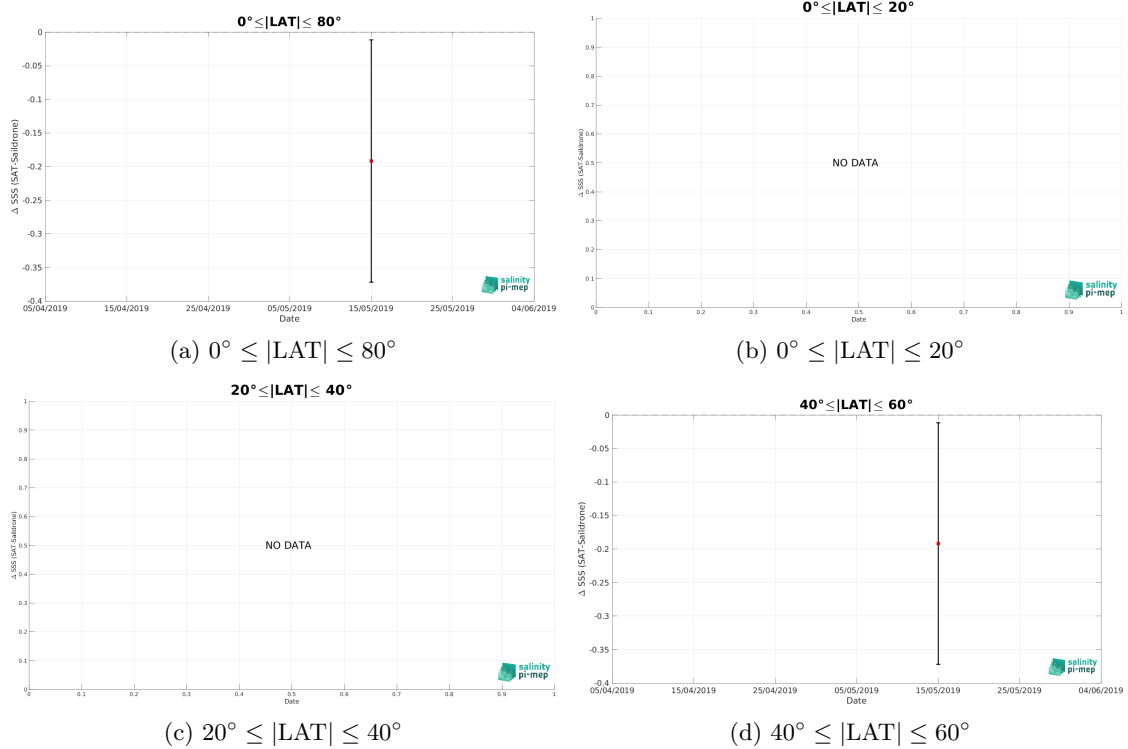 0°≤|LAT|≤ 80°
0
-0.05
-0.1
-0.15
-0.2
-0.25
-0.3
-0.35
-0.4
Δ SSS (SAT-Saildrone)
05/04/2019 15/04/2019 25/04/2019 05/05/2019 15/05/2019 25/05/2019 04/06/2019
Date
salinity
pi-mep
(a) 0° ≤ |LAT| ≤ 80°
0°≤|LAT|≤ 20°
1
0.9
0.8
0.7
0.6
0.5
0.4
0.3
0.2
0.1
0
Δ SSS (SAT-Saildrone)
NO DATA
0 0.1 0.2 0.3 0.4 0.5 0.6 0.7 0.8 0.9 1
Date
salinity
pi-mep
(b) 0° ≤ |LAT| ≤ 20°
20°≤|LAT|≤ 40°
1
0.9
0.8
0.7
0.6
0.5
0.4
0.3
0.2
0.1
0
Δ SSS (SAT-Saildrone)
NO DATA
0 0.1 0.2 0.3 0.4 0.5 0.6 0.7 0.8 0.9 1
Date
salinity
pi-mep
(c) 20° ≤ |LAT| ≤ 40°
40°≤|LAT|≤ 60°
0
-0.05
-0.1
-0.15
-0.2
-0.25
-0.3
-0.35
-0.4
Δ SSS (SAT-Saildrone)
05/04/2019 15/04/2019 25/04/2019 05/05/2019 15/05/2019 25/05/2019 04/06/2019
Date
salinity
pi-mep
(d) 40° ≤ |LAT| ≤ 60°